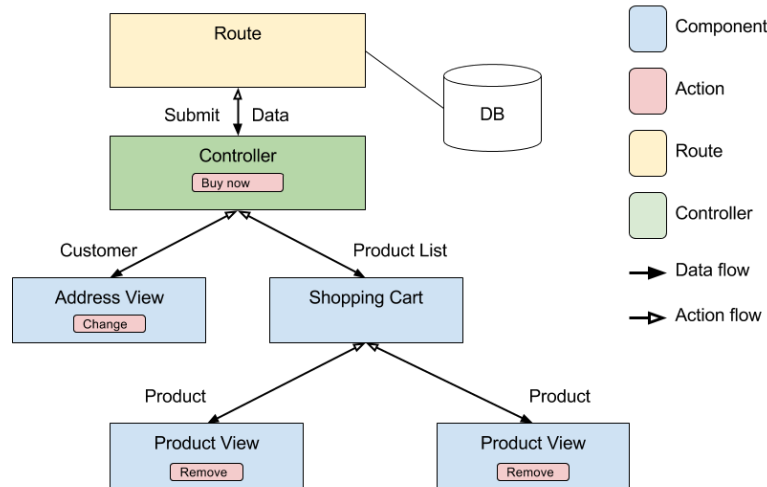 Route
Submit Data
DB
Controller
Buy now
Customer
Product List
Address View
Change
Shopping Cart
Product
Product
Product View
Remove
Product View
Remove
Component
Action
Route
Controller
Data flow
Action flow